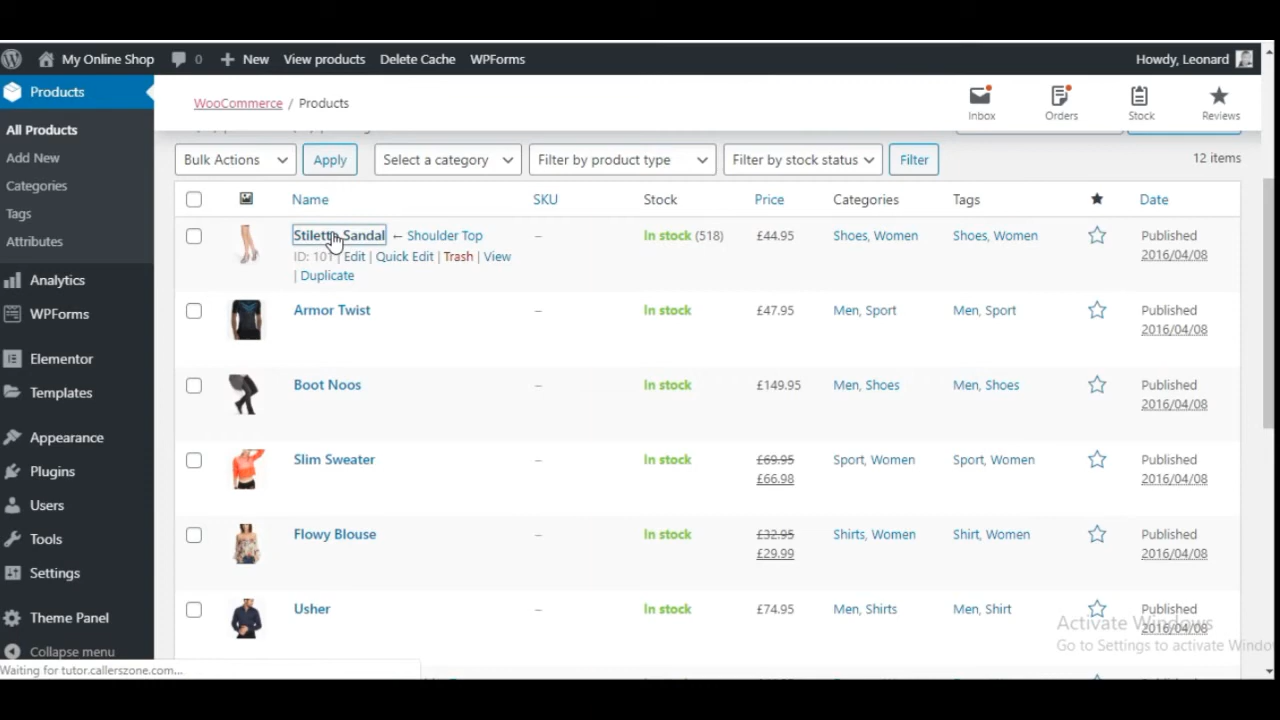 My Online Shop 0 New View products Delete Cache WPForms Howdy, Leonard
Products
WooCommerce / Products
Inbox Orders Stock Reviews
All Products
Add New
Categories
Tags
Attributes
Analytics
WPForms
Elementor
Templates
Appearance
Plugins
Users
Tools
Settings
Theme Panel
Collapse menu
Bulk Actions Apply Select a category Filter by product type Filter by stock status Filter 12 items
Name SKU Stock Price Categories Tags Date
Stiletto Sandal ← Shoulder Top – In stock (518) £44.95 Shoes, Women Shoes, Women Published
ID: 101 | Edit | Quick Edit | Trash | View 2016/04/08
| Duplicate
Armor Twist – In stock £47.95 Men, Sport Men, Sport Published
2016/04/08
Boot Noos – In stock £149.95 Men, Shoes Men, Shoes Published
2016/04/08
Slim Sweater – In stock £69.95 Sport, Women Sport, Women Published
£66.98 2016/04/08
Flowy Blouse – In stock £32.95 Shirts, Women Shirt, Women Published
£29.99 2016/04/08
Usher – In stock £74.95 Men, Shirts Men, Shirt Published
2016/04/08
Activate Windows
Go to Settings to activate Windo
Waiting for tutor.callerszone.com...